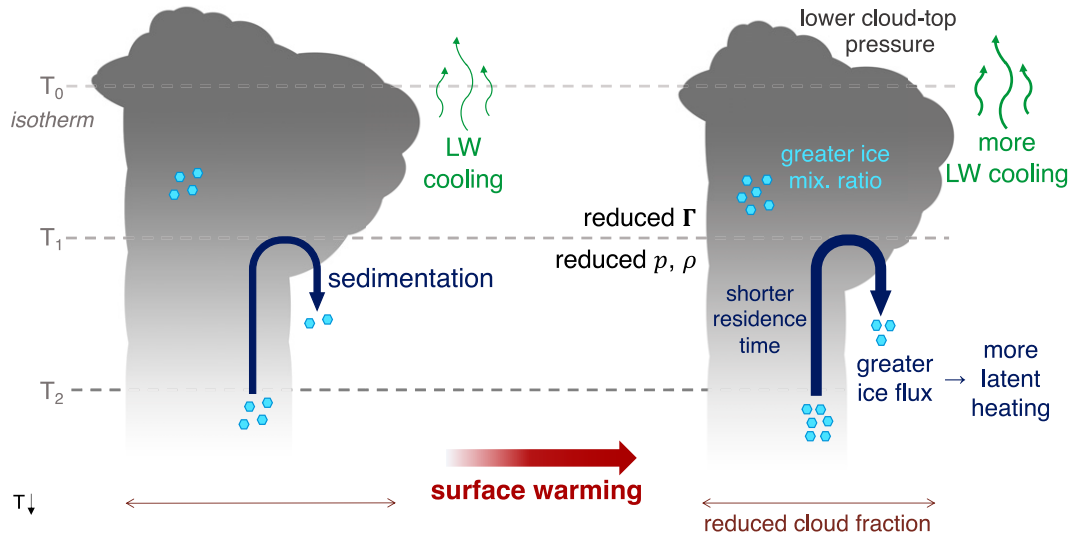 lower cloud-top
pressure
T0
isotherm
LW
cooling
greater ice
mix. ratio
more
LW cooling
reduced Γ
T1
reduced p, ρ
sedimentation
shorter
residence
time
greater
ice flux → more
latent
heating
T2
surface warming
T↓
reduced cloud fraction